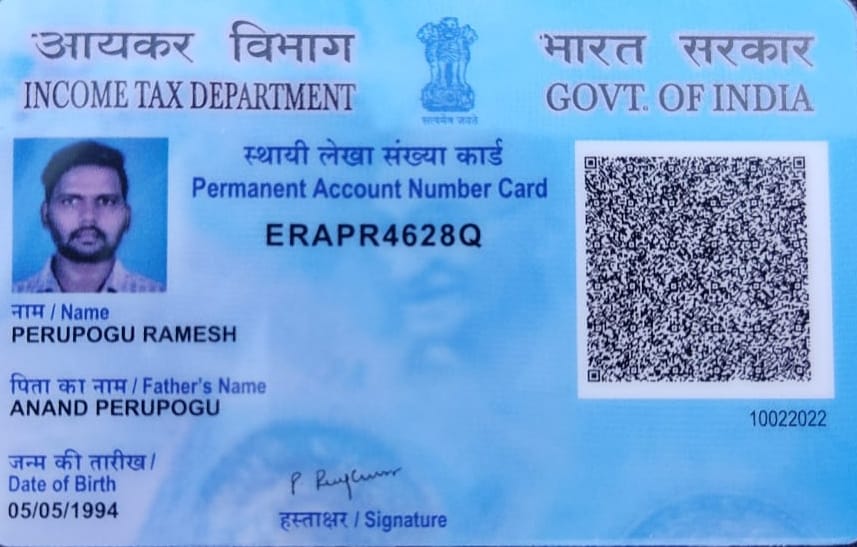 आयकर विभाग
INCOME TAX DEPARTMENT
सत्यमेव जयते
भारत सरकार
GOVT. OF INDIA
स्थायी लेखा संख्या कार्ड
Permanent Account Number Card
ERAPR4628Q
नाम / Name
PERUPOGU RAMESH
पिता का नाम / Father's Name
ANAND PERUPOGU
जन्म की तारीख /
Date of Birth
05/05/1994
हस्ताक्षर / Signature
10022022